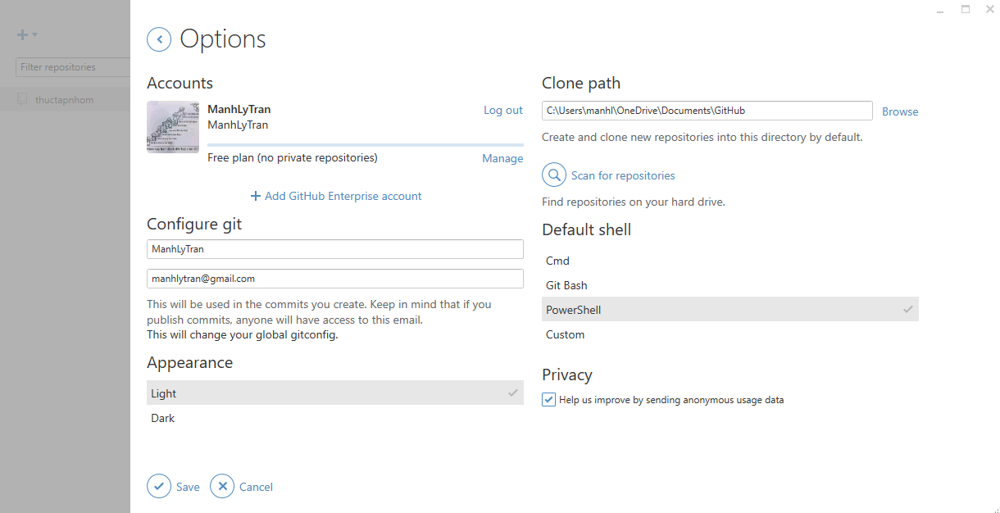 Options
Filter repositories
thuctapnhom
Accounts
ManhLyTran
Log out
ManhLyTran
Free plan (no private repositories)
Manage
Add GitHub Enterprise account
Configure git
ManhLyTran
manhlytran@gmail.com
This will be used in the commits you create. Keep in mind that if you
publish commits, anyone will have access to this email.
This will change your global gitconfig.
Appearance
Light
Dark
Save
Cancel
Clone path
C:\Users\manhl\OneDrive\Documents\GitHub
Browse
Create and clone new repositories into this directory by default.
Scan for repositories
Find repositories on your hard drive.
Default shell
Cmd
Git Bash
PowerShell
Custom
Privacy
Help us improve by sending anonymous usage data